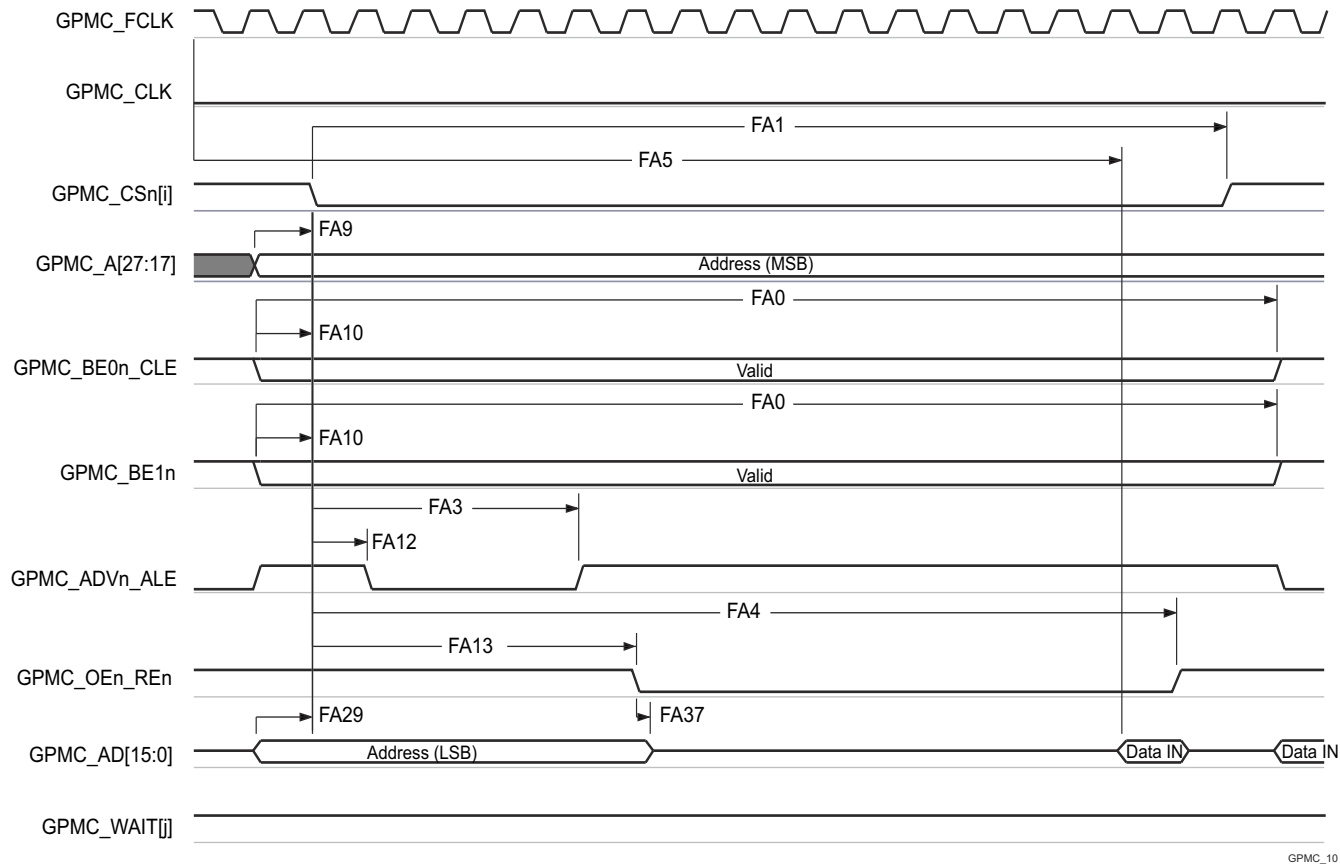 GPMC_FCLK
GPMC_CLK
FA1
FA5
GPMC_CSn[i]
FA9
GPMC_A[27:17]
Address (MSB)
FA0
FA10
GPMC_BE0n_CLE
Valid
FA0
FA10
GPMC_BE1n
Valid
FA3
FA12
GPMC_ADVn_ALE
FA4
FA13
GPMC_OEn_REn
FA29
FA37
GPMC_AD[15:0]
Address (LSB)
Data IN
Data IN
GPMC_WAIT[j]
GPMC_10